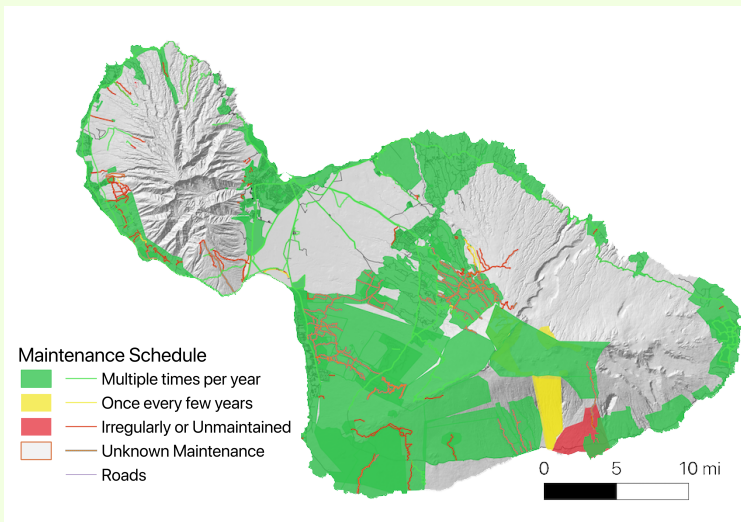 Maintenance Schedule
Multiple times per year
Once every few years
Irregularly or Unmaintained
Unknown Maintenance
Roads
0 5 10 mi